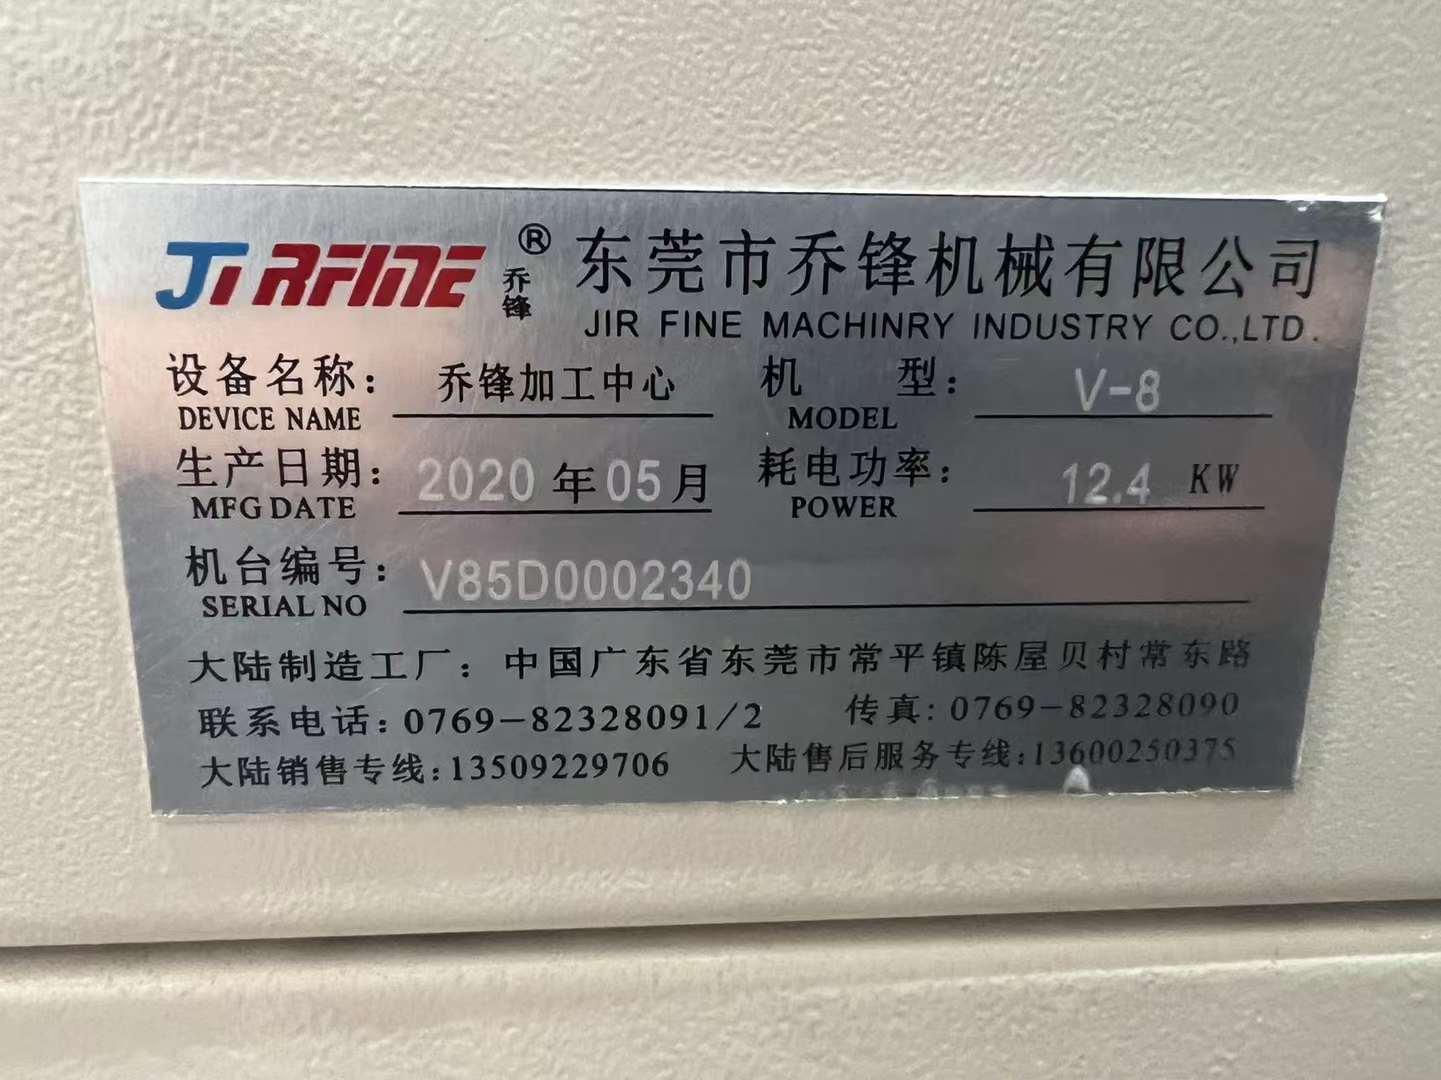 JIRFINE ® 乔锋 东莞市乔锋机械有限公司
JIR FINE MACHINRY INDUSTRY CO.,LTD.
设备名称: 乔锋加工中心 机 型: V-8
DEVICE NAME MODEL
生产日期: 2020 年 05 月 耗电功率: 12.4 KW
MFG DATE POWER
机台编号: V85D0002340
SERIAL NO
大陆制造工厂: 中国广东省东莞市常平镇陈屋贝村常东路
联系电话: 0769-82328091/2 传真: 0769-82328090
大陆销售专线: 13509229706 大陆售后服务专线: 13600250375